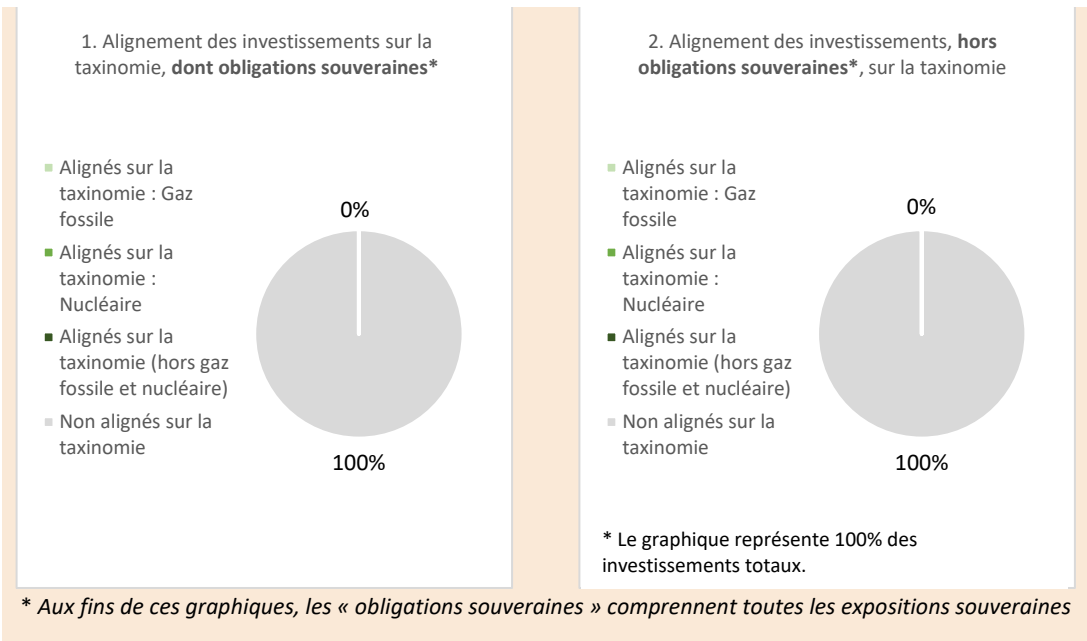 1. Alignement des investissements sur la
taxinomie, dont obligations souveraines*
Alignés sur la
taxinomie : Gaz
fossile
Alignés sur la
taxinomie :
Nucléaire
Alignés sur la
taxinomie (hors gaz
fossile et nucléaire)
Non alignés sur la
taxinomie
0%
100%
2. Alignement des investissements, hors
obligations souveraines*, sur la taxinomie
Alignés sur la
taxinomie : Gaz
fossile
Alignés sur la
taxinomie :
Nucléaire
Alignés sur la
taxinomie (hors gaz
fossile et nucléaire)
Non alignés sur la
taxinomie
0%
100%
* Le graphique représente 100% des
investissements totaux.
* Aux fins de ces graphiques, les « obligations souveraines » comprennent toutes les expositions souveraines